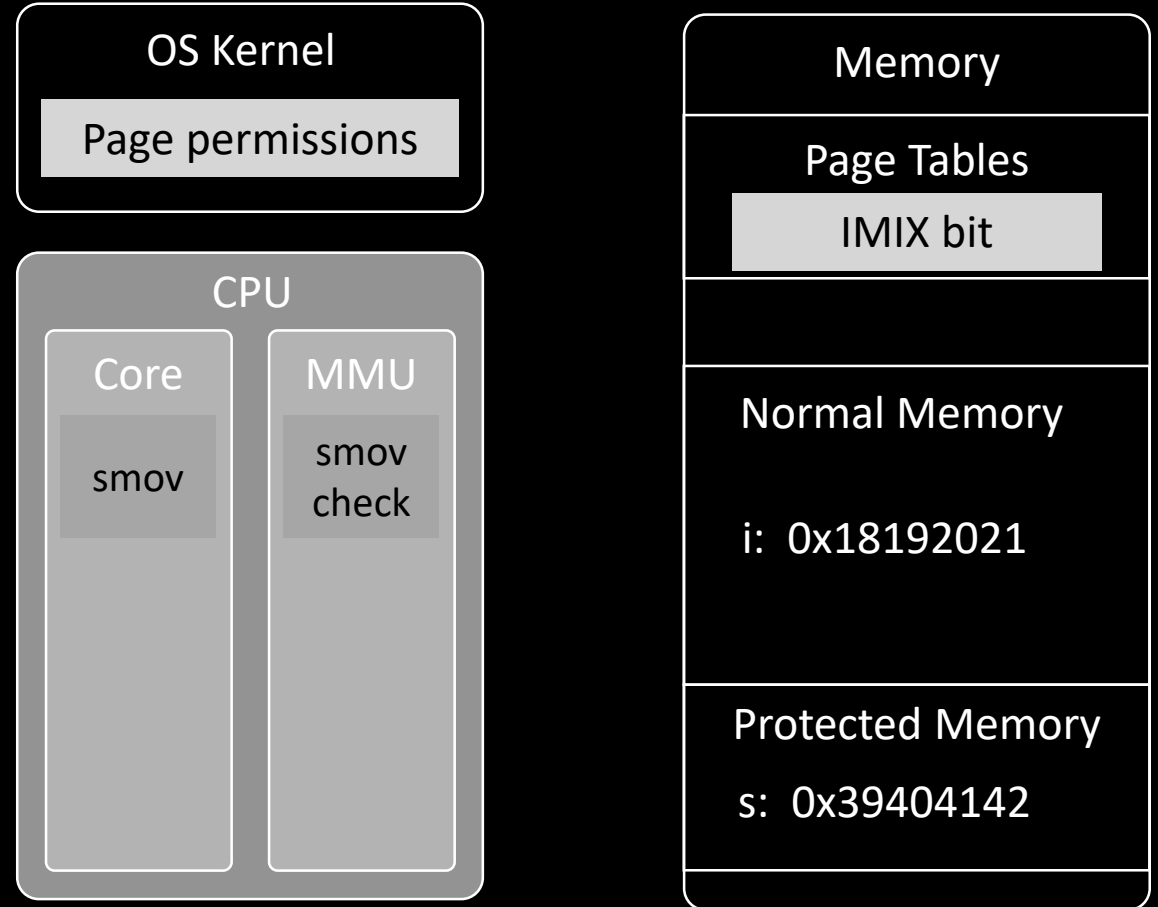 OS Kernel
Page permissions
CPU
Core
smov
MMU
smov
check
Memory
Page Tables
IMIX bit
Normal Memory
i: 0x18192021
Protected Memory
s: 0x39404142